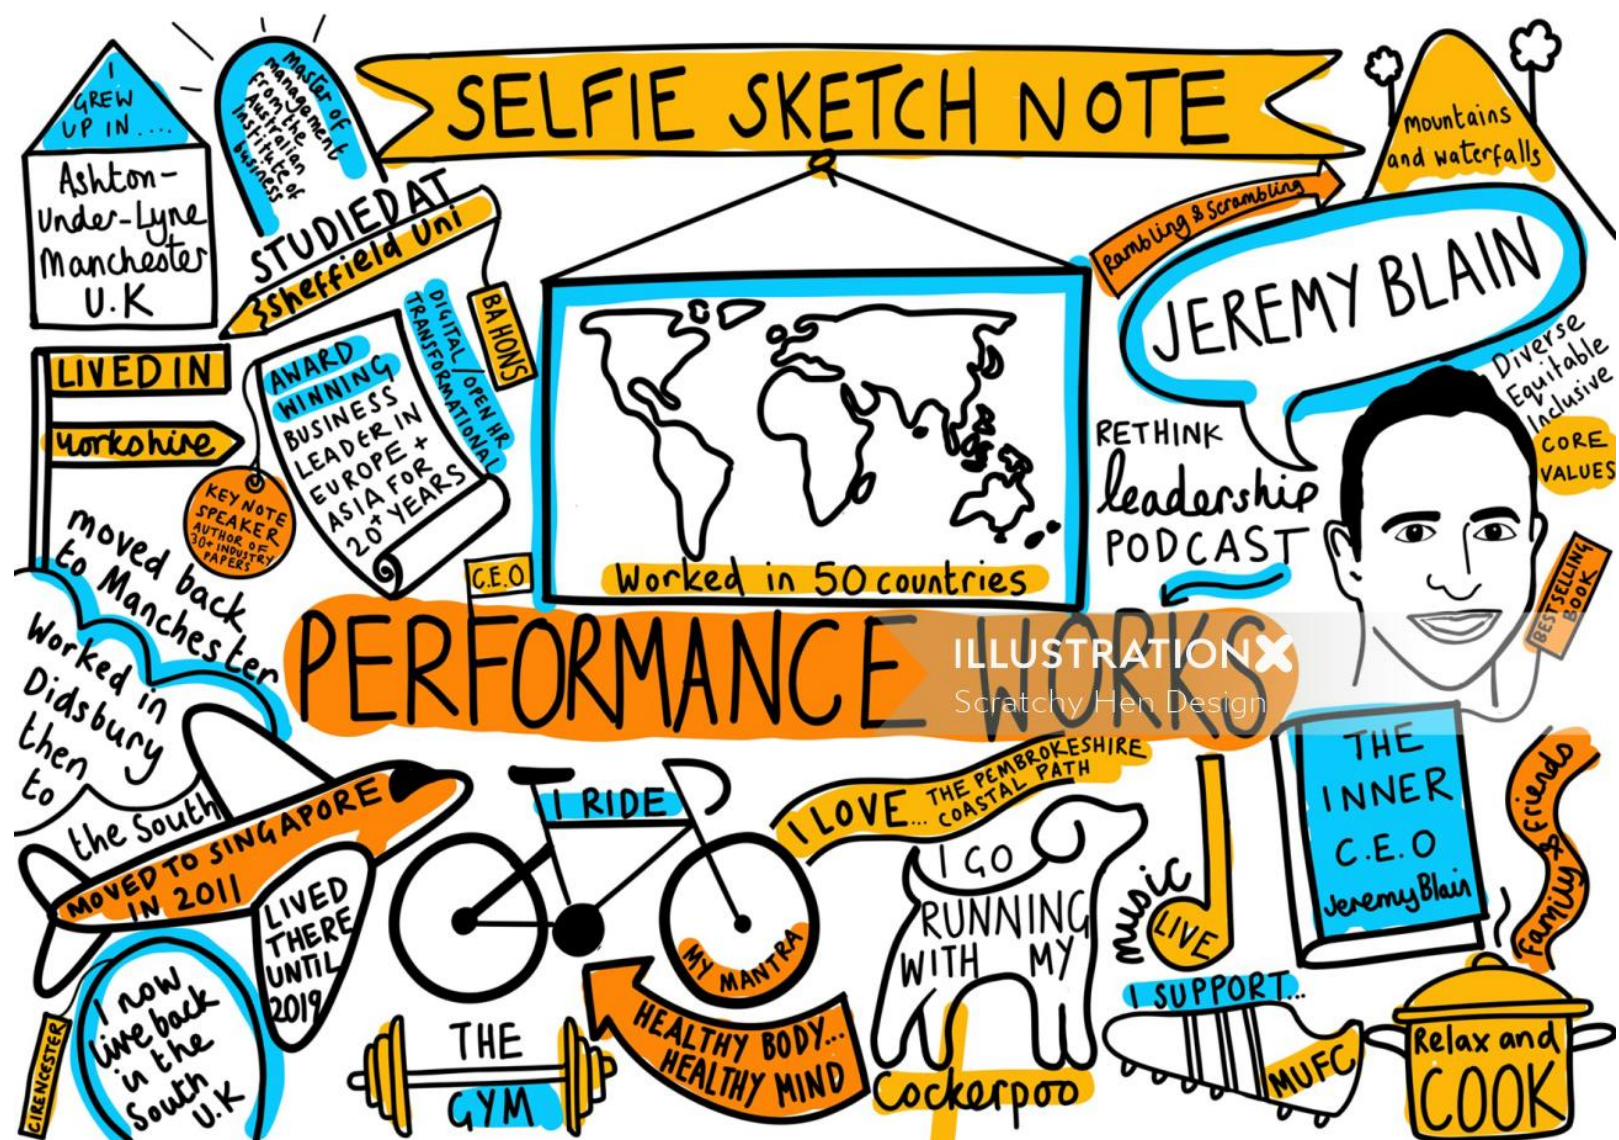 I
GREW
UP IN....
Ashton-
under-Lyne
Manchester
U.K
Master of
management
from the
Australian
Institute of
business
STUDIED AT
Sheffield Uni
BA HONS
SELFIE SKETCH NOTE
mountains
and waterfalls
Rambling & Scrambling
JEREMY BLAIN
Diverse
Equitable
Inclusive
CORE
VALUES
LIVED IN
Yorkshire
AWARD
WINNING
BUSINESS
LEADER IN
EUROPE +
ASIA FOR
20+ YEARS
DIGITAL/OPEN HR
TRANSFORMATIONAL
KEYNOTE
SPEAKER
AUTHOR OF
30+ INDUSTRY
PAPERS
Worked in 50 countries
RETHINK
leadership
PODCAST
BEST SELLING
BOOK
C.E.O
PERFORMANCE WORKS
ILLUSTRATIONX
Scratchy Hen Design
moved back
to Manchester
Worked in
Didsbury
then
to
the South
MOVED TO SINGAPORE
IN 2011
LIVED
THERE
UNTIL
2019
I now
live back
in the
South
U.K
CIRENCESTER
I RIDE
MY MANTRA
HEALTHY BODY...
HEALTHY MIND
THE
GYM
I LOVE... THE PEMBROKESHIRE
COASTAL PATH
I GO
RUNNING
WITH MY
Cockerpoo
music
LIVE
I SUPPORT...
MUFC
THE
INNER
C.E.O
Jeremy Blain
Family & friends
Relax and
COOK